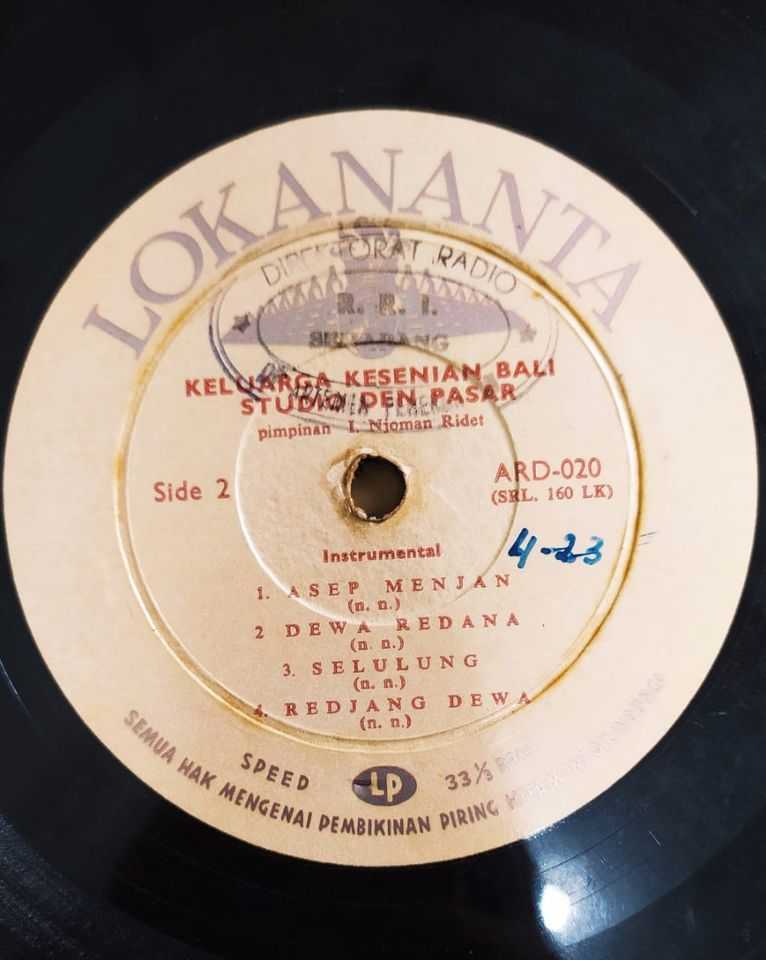 LOKANANTA
DIREKTORAT RADIO
R. R. I.
SEMARANG
KELUARGA KESENIAN BALI
STUDIO DEN PASAR
pimpinan I. Njoman Ridet
Side 2
ARD-020
(SRL. 160 LK)
4-23
Instrumental
1. ASEP MENJAN
(n. n.)
2 DEWA REDANA
(n. n.)
3. SELULUNG
(n. n.)
4. REDJANG DEWA
(n. n.)
SPEED LP 33⅓
SEMUA HAK MENGENAI PEMBIKINAN PIRING